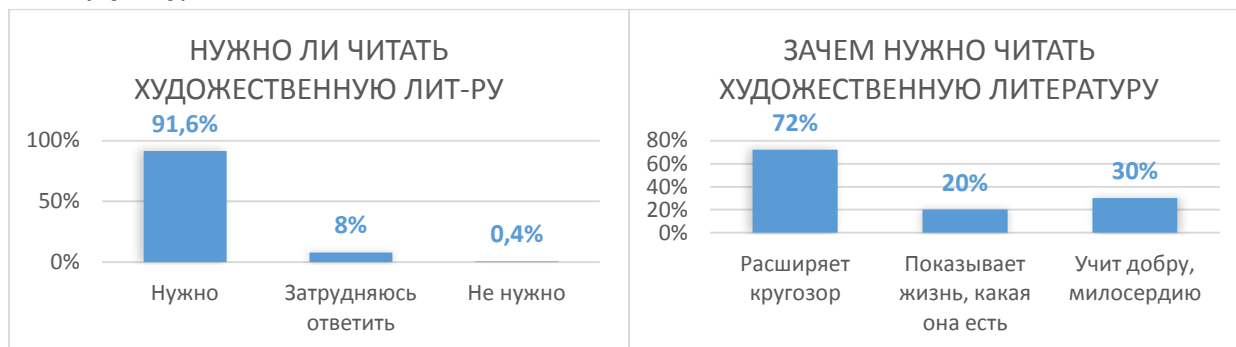 НУЖНО ЛИ ЧИТАТЬ
ХУДОЖЕСТВЕННУЮ ЛИТ-РУ
91,6%
100%
50%
8%
0,4%
0%
Нужно
Затрудняюсь
ответить
Не нужно
ЗАЧЕМ НУЖНО ЧИТАТЬ
ХУДОЖЕСТВЕННУЮ ЛИТЕРАТУРУ
72%
80%
60%
40%
20%
0%
20%
30%
Расширяет
кругозор
Показывает
жизнь, какая
она есть
Учит добру,
милосердию